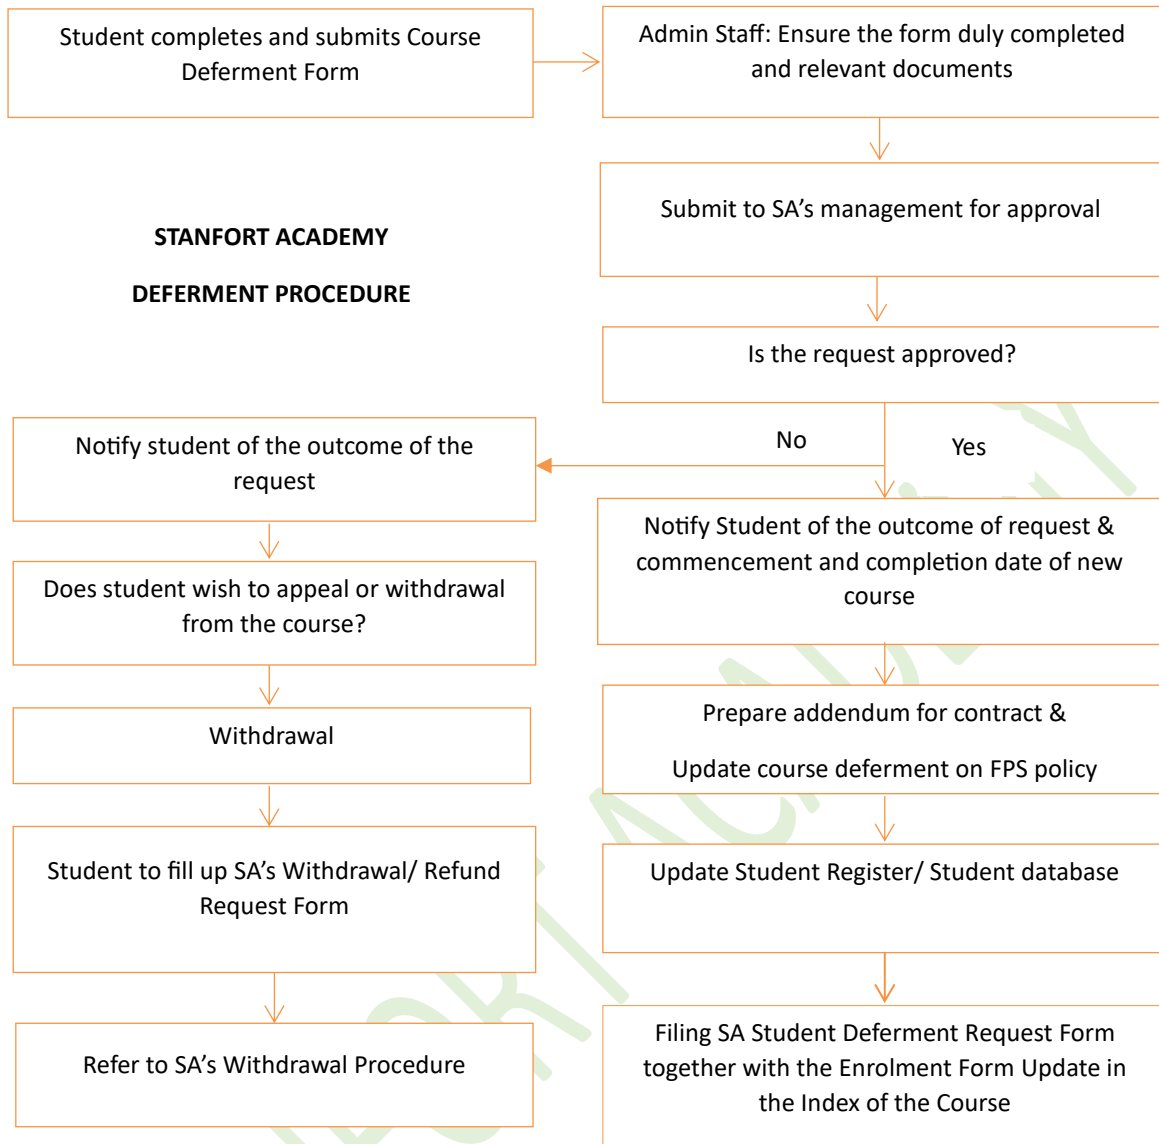 Student completes and submits Course
Deferment Form
Admin Staff: Ensure the form duly completed
and relevant documents
Submit to SA's management for approval
STANFORT ACADEMY
DEFERMENT PROCEDURE
Is the request approved?
No
Yes
Notify student of the outcome of the
request
Notify Student of the outcome of request &
commencement and completion date of new
course
Does student wish to appeal or withdrawal
from the course?
Prepare addendum for contract &
Update course deferment on FPS policy
Withdrawal
Student to fill up SA's Withdrawal/ Refund
Request Form
Update Student Register/ Student database
Refer to SA's Withdrawal Procedure
Filing SA Student Deferment Request Form
together with the Enrolment Form Update in
the Index of the Course